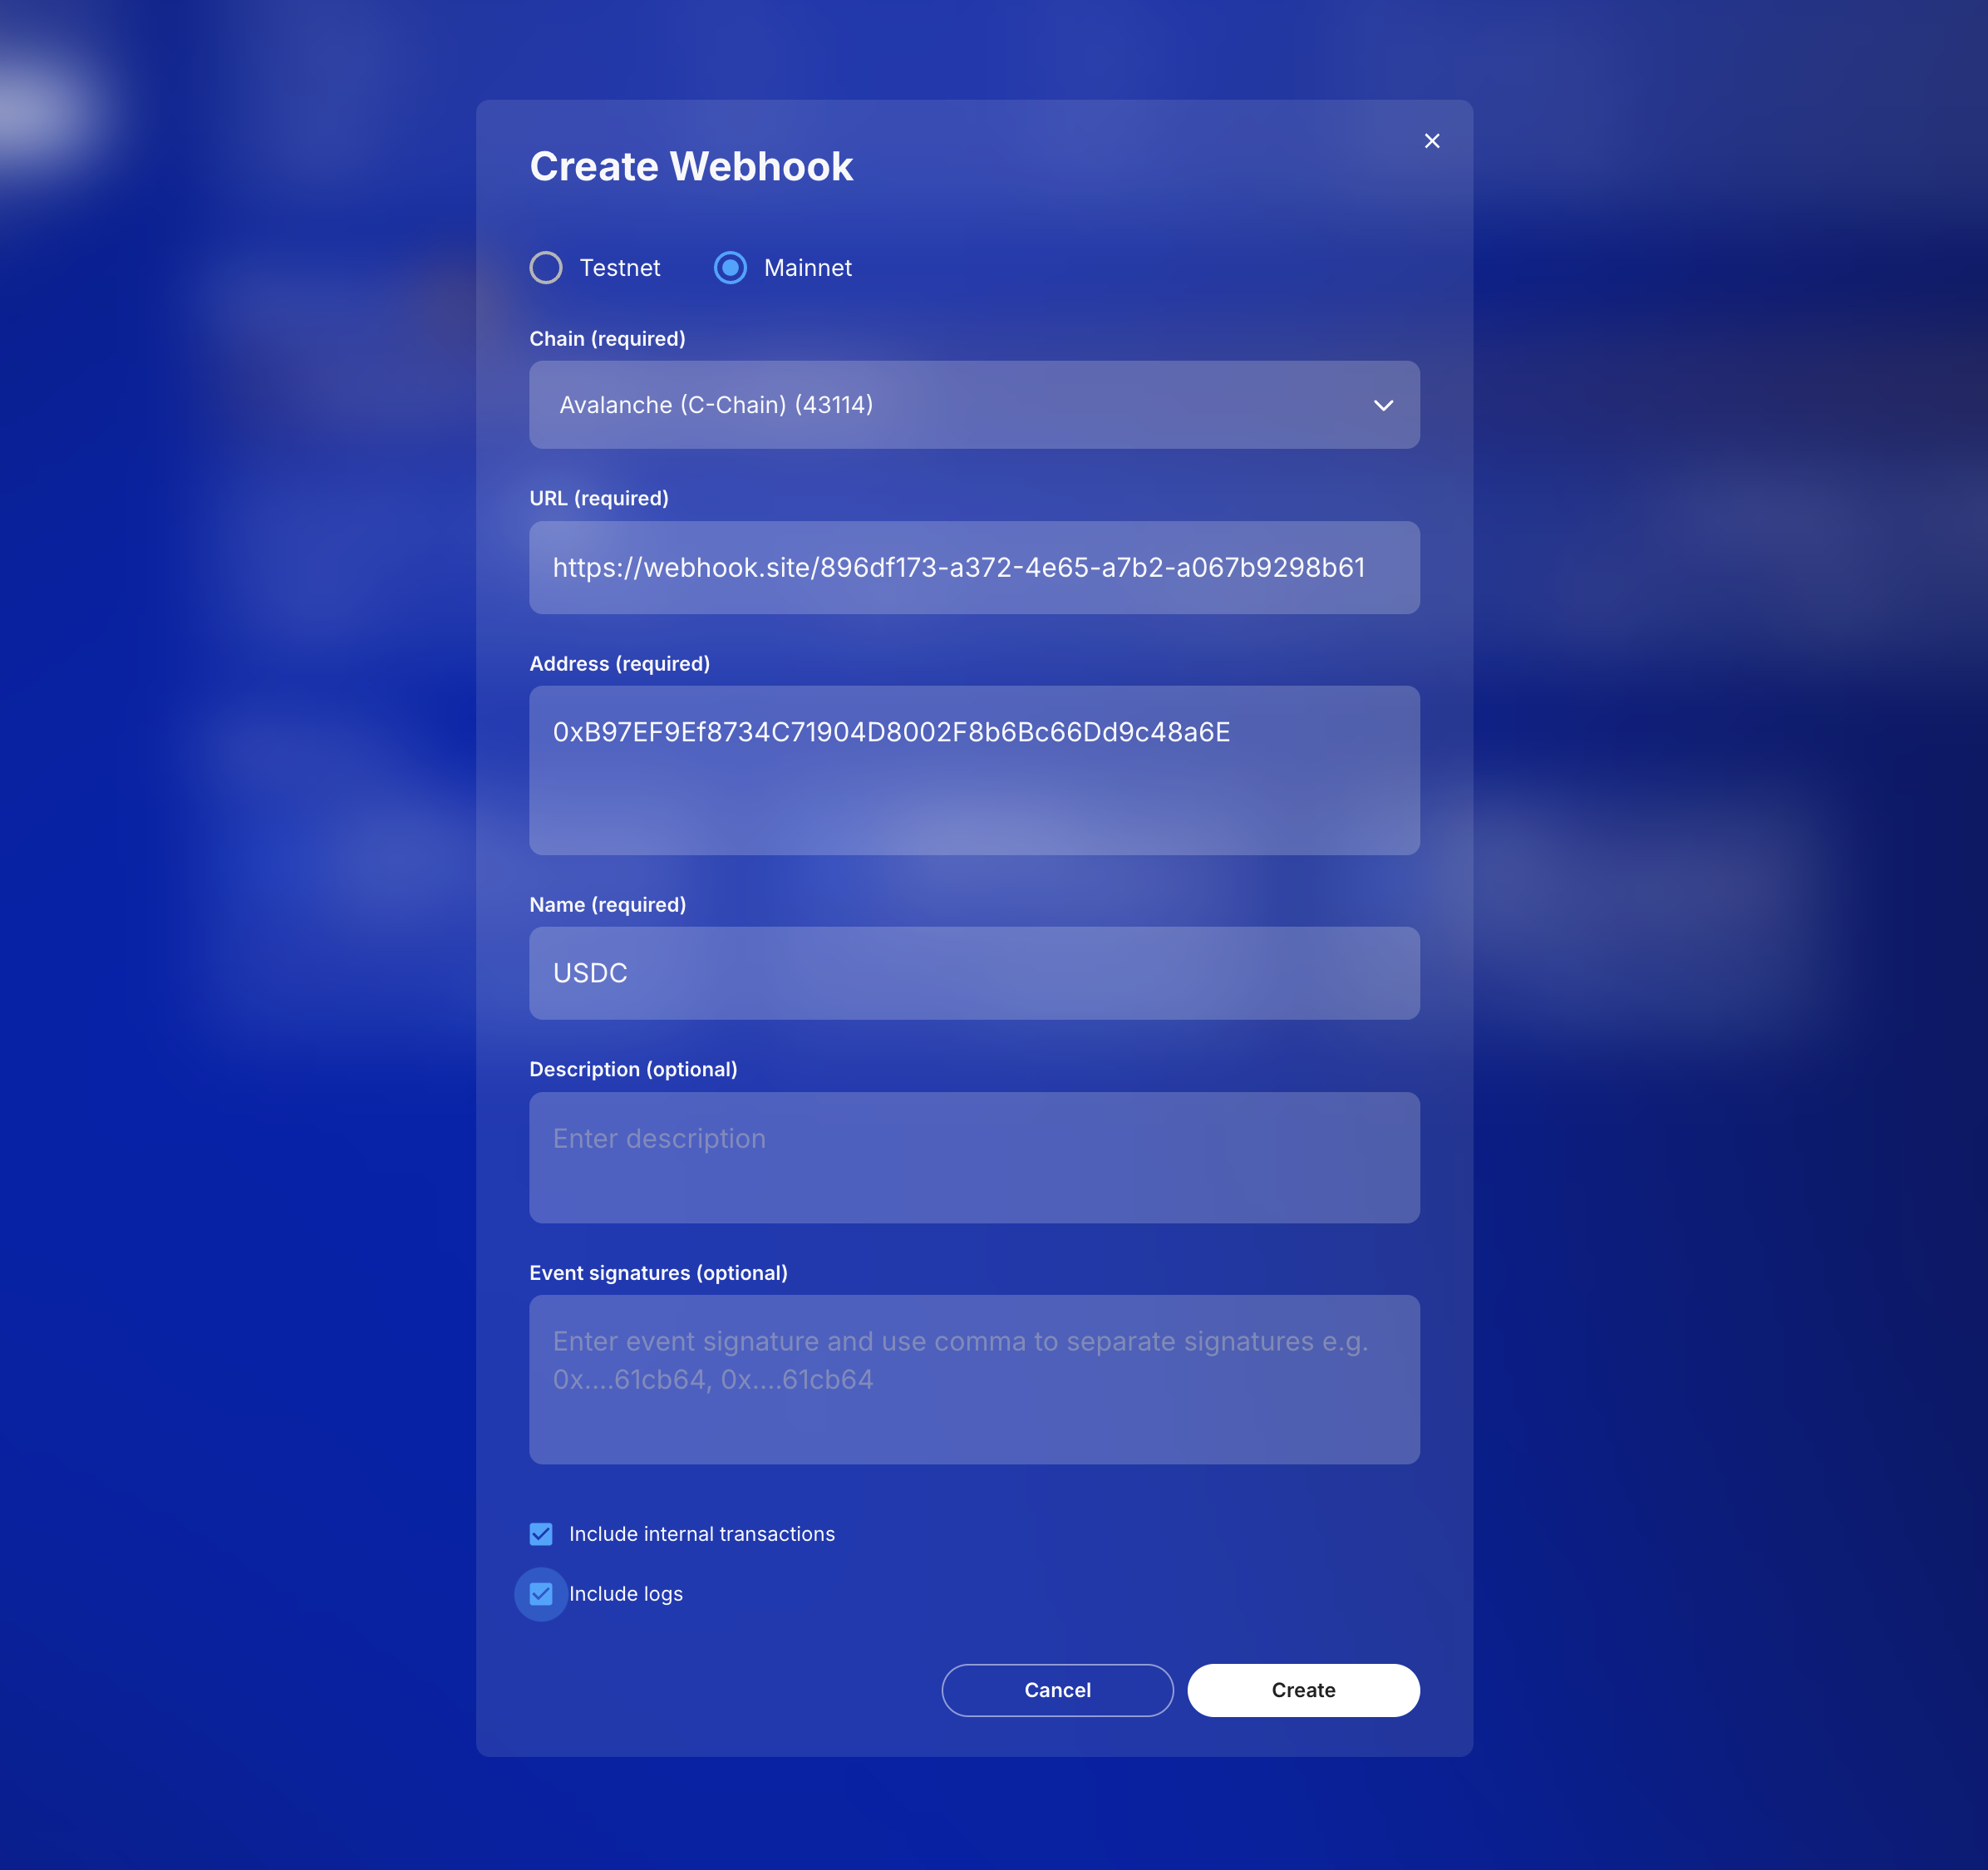 Create Webhook
Testnet
Mainnet
Chain (required)
Avalanche (C-Chain) (43114)
URL (required)
https://webhook.site/896df173-a372-4e65-a7b2-a067b9298b61
Address (required)
0xB97EF9Ef8734C71904D8002F8b6Bc66Dd9c48a6E
Name (required)
USDC
Description (optional)
Enter description
Event signatures (optional)
Enter event signature and use comma to separate signatures e.g.
0x....61cb64, 0x....61cb64
Include internal transactions
Include logs
Cancel
Create